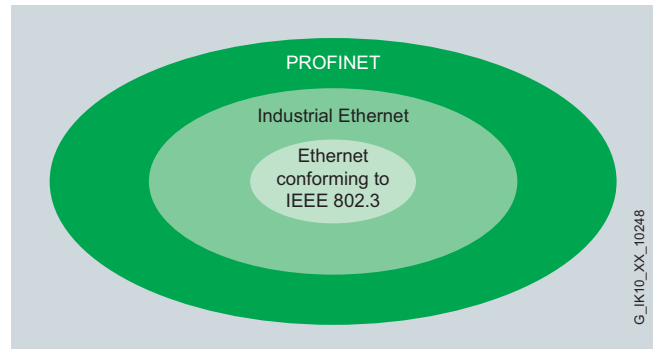 PROFINET
Industrial Ethernet
Ethernet
conforming to
IEEE 802.3
G_IK10_XX_10248